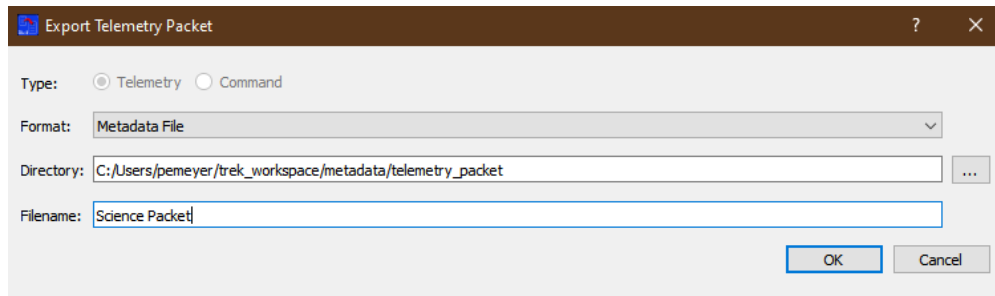 Export Telemetry Packet ? ×
Type: Telemetry Command
Format: Metadata File
Directory: C:/Users/pemeyer/trek_workspace/metadata/telemetry_packet ...
Filename: Science Packet
OK Cancel